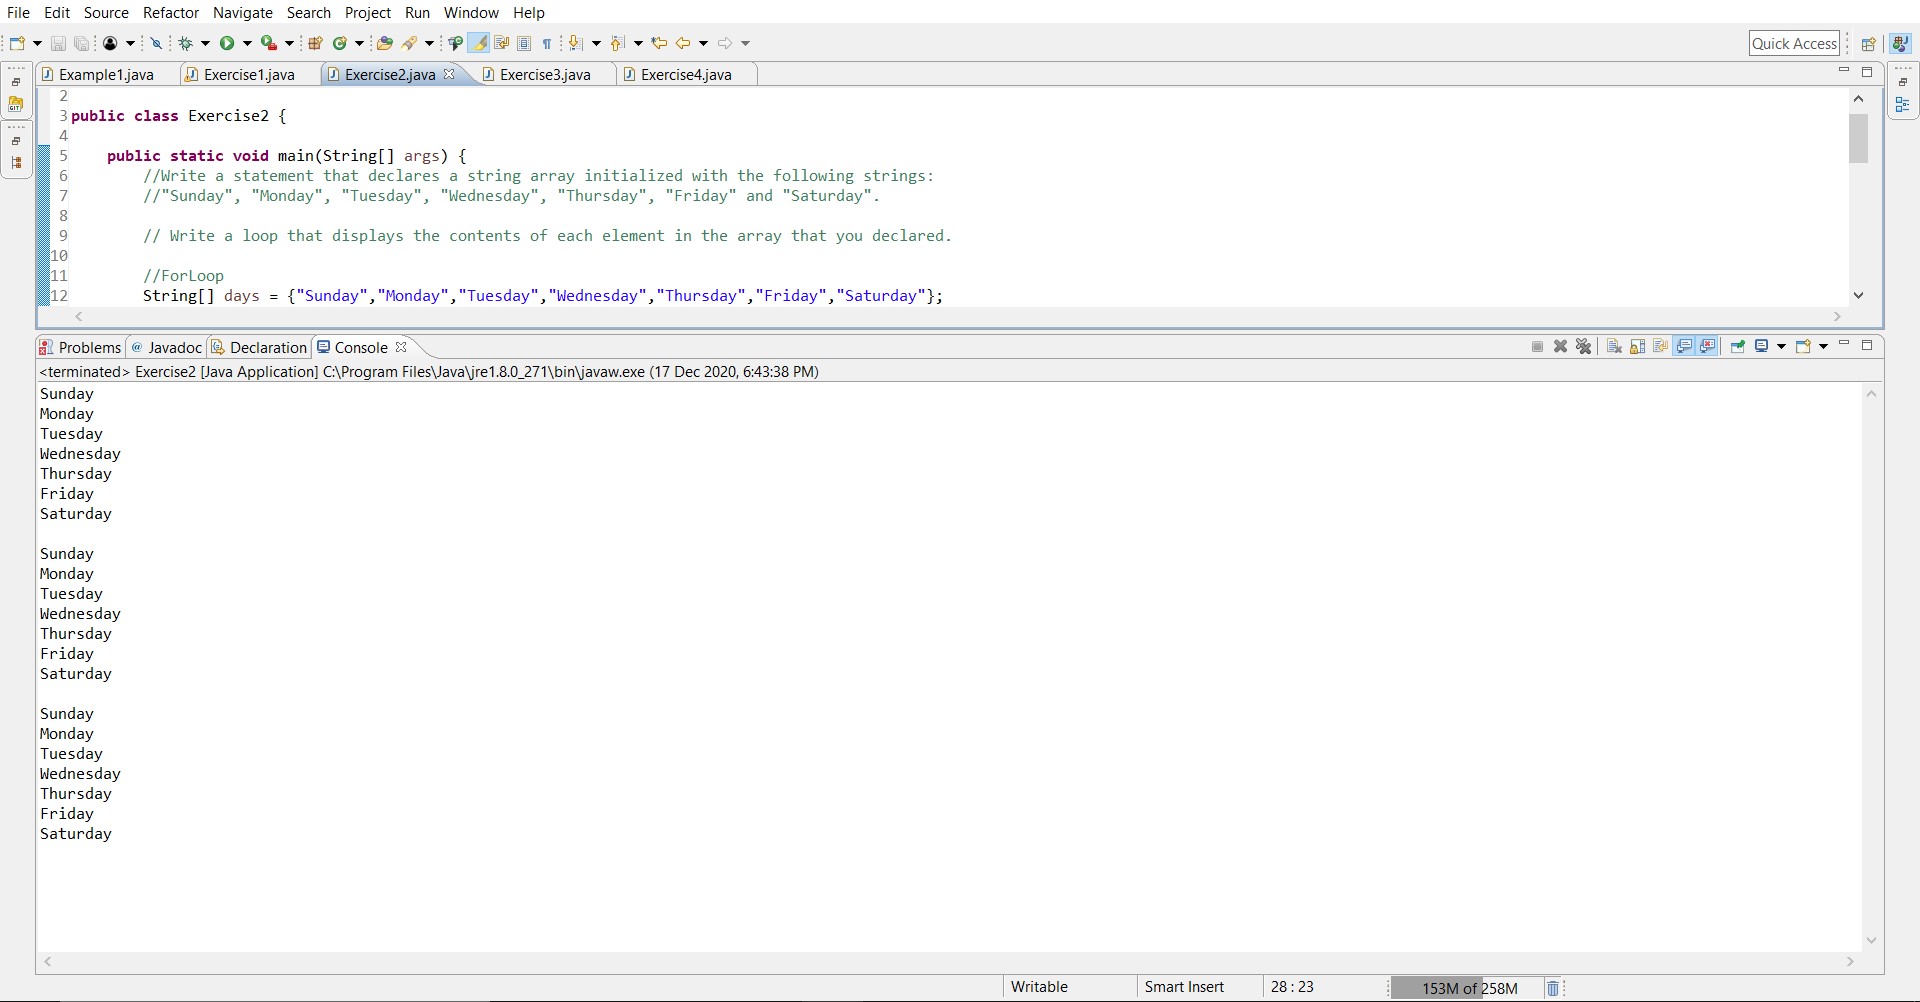 File Edit Source Refactor Navigate Search Project Run Window Help
Quick Access
Example1.java Exercise1.java Exercise2.java Exercise3.java Exercise4.java
2
3 public class Exercise2 {
4
5 public static void main(String[] args) {
6 //Write a statement that declares a string array initialized with the following strings:
7 //"Sunday", "Monday", "Tuesday", "Wednesday", "Thursday", "Friday" and "Saturday".
8
9 // Write a loop that displays the contents of each element in the array that you declared.
10
11 //ForLoop
12 String[] days = {"Sunday","Monday","Tuesday","Wednesday","Thursday","Friday","Saturday"};
Problems @ Javadoc Declaration Console
<terminated> Exercise2 [Java Application] C:\Program Files\Java\jre1.8.0_271\bin\javaw.exe (17 Dec 2020, 6:43:38 PM)
Sunday
Monday
Tuesday
Wednesday
Thursday
Friday
Saturday
Sunday
Monday
Tuesday
Wednesday
Thursday
Friday
Saturday
Sunday
Monday
Tuesday
Wednesday
Thursday
Friday
Saturday
Writable Smart Insert 28 : 23 153M of 258M